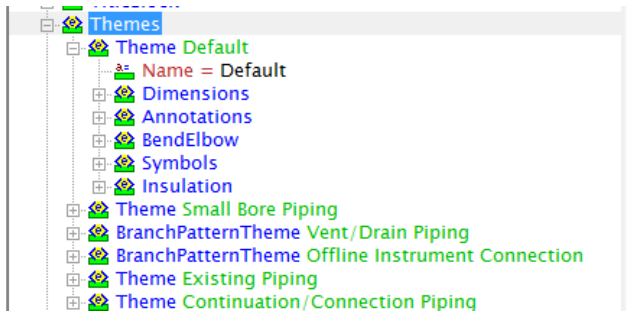 Themes
Theme Default
a= Name = Default
Dimensions
Annotations
BendElbow
Symbols
Insulation
Theme Small Bore Piping
BranchPatternTheme Vent/Drain Piping
BranchPatternTheme Offline Instrument Connection
Theme Existing Piping
Theme Continuation/Connection Piping